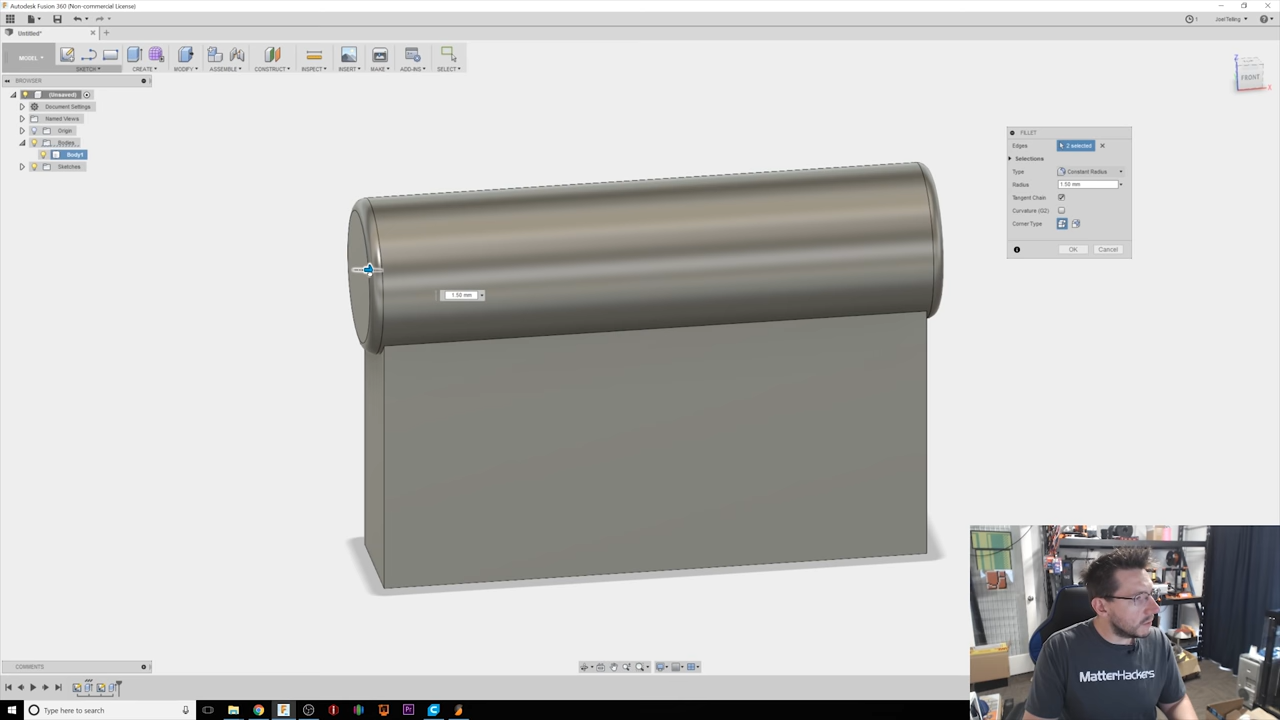 Autodesk Fusion 360 (Non-commercial License)
1
Joel Telling
Untitled*
MODEL
SKETCH
CREATE
MODIFY
ASSEMBLE
CONSTRUCT
INSPECT
INSERT
MAKE
ADD-INS
SELECT
BROWSER
(Unsaved)
Document Settings
Named Views
Origin
Bodies
Body1
Sketches
FRONT
X
FILLET
Edges 2 selected
Selections
Type Constant Radius
Radius 1.50 mm
Tangent Chain
Curvature (G2)
Corner Type
OK Cancel
1.50 mm
COMMENTS
MatterHackers
Type here to search